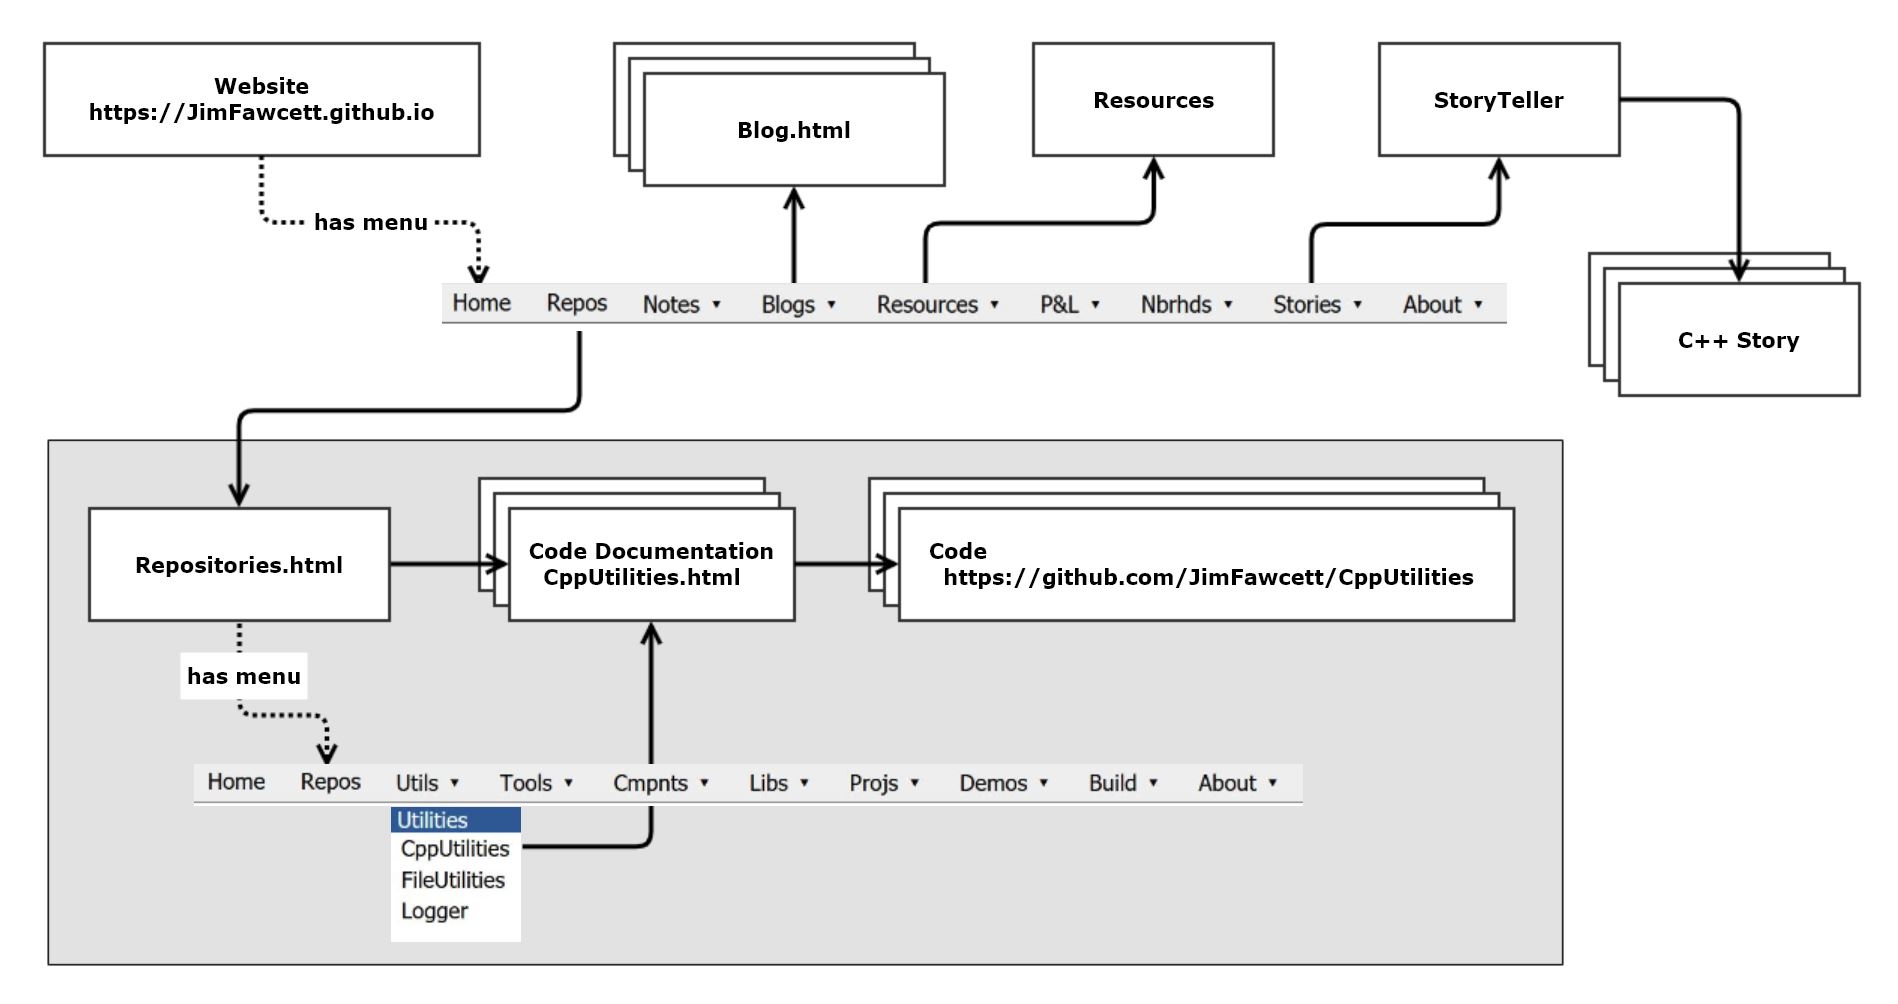 Website
https://JimFawcett.github.io
Blog.html
Resources
StoryTeller
has menu
Home Repos Notes ▼ Blogs ▼ Resources ▼ P&L ▼ Nbrhds ▼ Stories ▼ About ▼
C++ Story
Repositories.html
Code Documentation
CppUtilities.html
Code
https://github.com/JimFawcett/CppUtilities
has menu
Home Repos Utils ▼ Tools ▼ Cmpnts ▼ Libs ▼ Projs ▼ Demos ▼ Build ▼ About ▼
Utilities
CppUtilities
FileUtilities
Logger